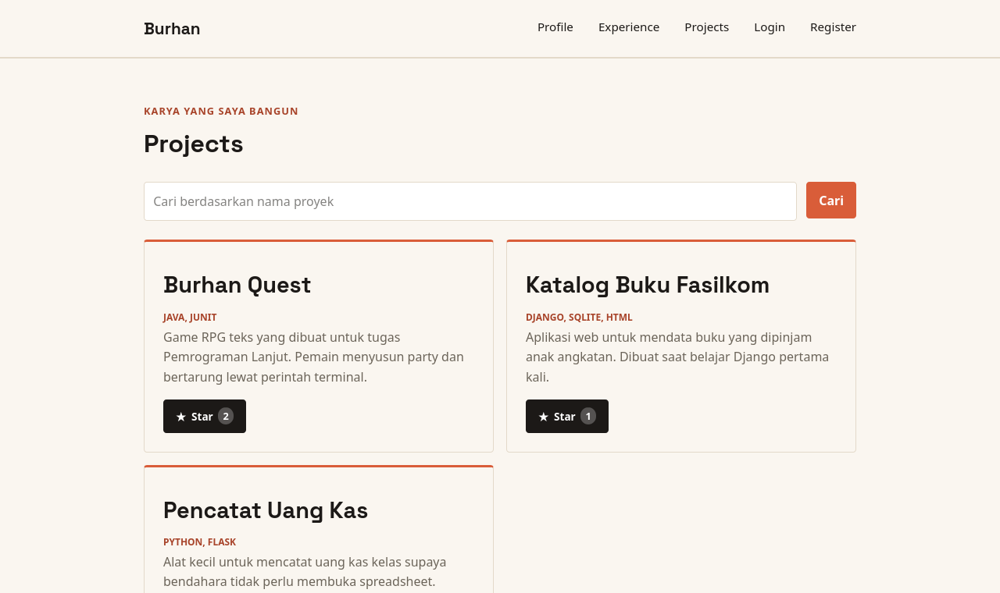 Burhan
Profile Experience Projects Login Register
KARYA YANG SAYA BANGUN
Projects
Cari berdasarkan nama proyek
Cari
Burhan Quest
JAVA, JUNIT
Game RPG teks yang dibuat untuk tugas
Pemrograman Lanjut. Pemain menyusun party dan
bertarung lewat perintah terminal.
★ Star 2
Katalog Buku Fasilkom
DJANGO, SQLITE, HTML
Aplikasi web untuk mendata buku yang dipinjam
anak angkatan. Dibuat saat belajar Django pertama
kali.
★ Star 1
Pencatat Uang Kas
PYTHON, FLASK
Alat kecil untuk mencatat uang kas kelas supaya
bendahara tidak perlu membuka spreadsheet.